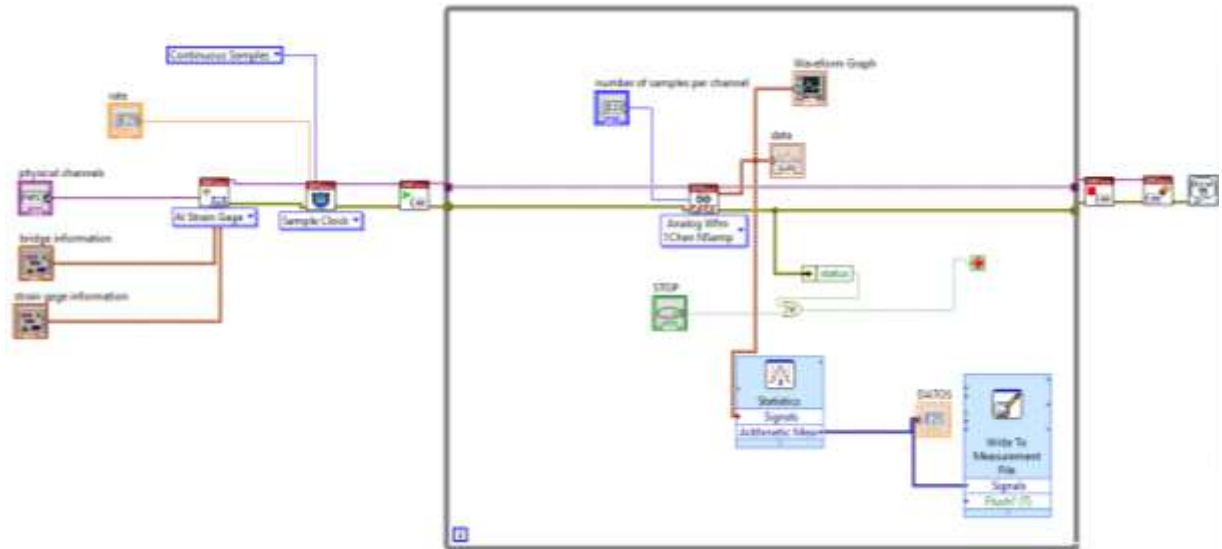 Continuous Samples
rate
physical channels
AI Strain Gage
Sample Clock
bridge information
strain gage information
number of samples per channel
Waveform Graph
data
Analog Wfm
1Chan NSamp
status
STOP
Statistics
Signals
Arithmetic Mean
DATOS
Write To
Measurement
File
Signals
Flush? (T)
i